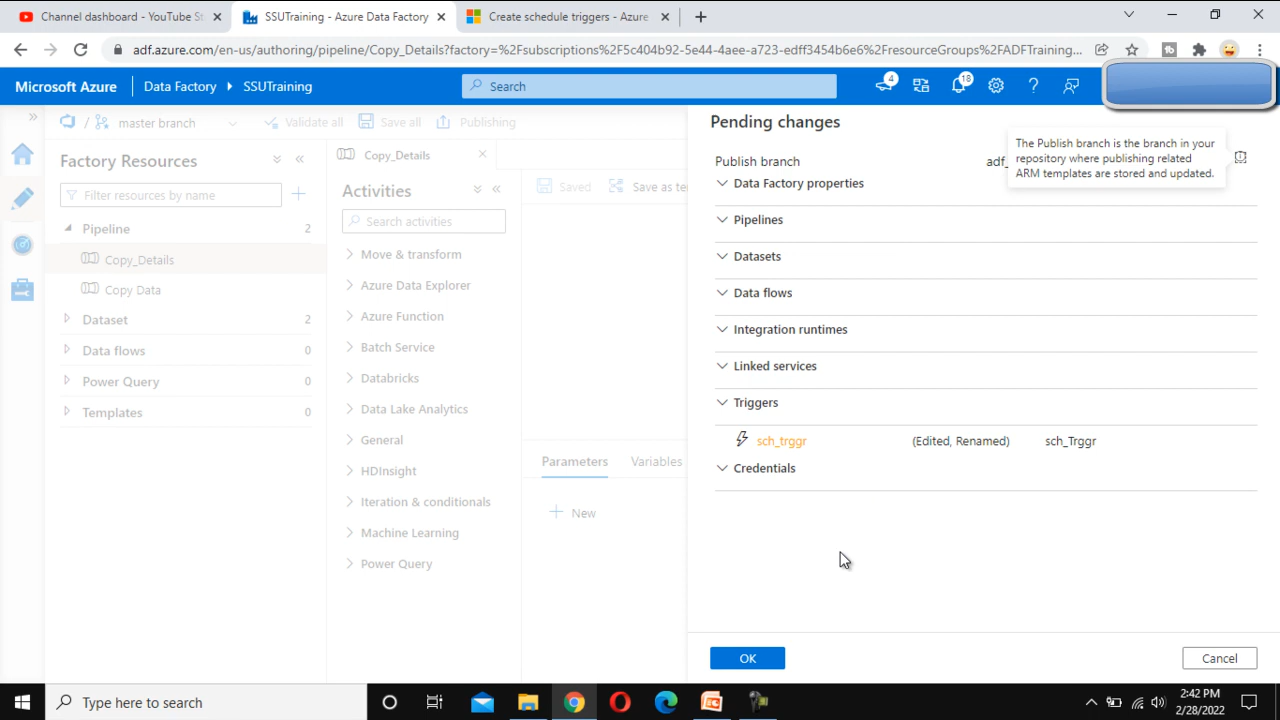 Channel dashboard - YouTube St
SSUTraining - Azure Data Factory
Create schedule triggers - Azure
adf.azure.com/en-us/authoring/pipeline/Copy_Details?factory=%2Fsubscriptions%2F5c404b92-5e44-4aee-a723-edff3454b6e6%2FresourceGroups%2FADFTraining...
Microsoft Azure
Data Factory
SSUTraining
Search
4
18
/
master branch
Validate all
Save all
Publishing
Factory Resources
Filter resources by name
Pipeline 2
Copy_Details
Copy Data
Dataset 2
Data flows 0
Power Query 0
Templates 0
Copy_Details
Activities
Search activities
Move & transform
Azure Data Explorer
Azure Function
Batch Service
Databricks
Data Lake Analytics
General
HDInsight
Iteration & conditionals
Machine Learning
Power Query
Saved
Save as te
Parameters
Variables
New
Pending changes
Publish branch
adf_
The Publish branch is the branch in your
repository where publishing related
ARM templates are stored and updated.
Data Factory properties
Pipelines
Datasets
Data flows
Integration runtimes
Linked services
Triggers
sch_trggr (Edited, Renamed) sch_Trggr
Credentials
OK
Cancel
Type here to search
2:42 PM
2/28/2022